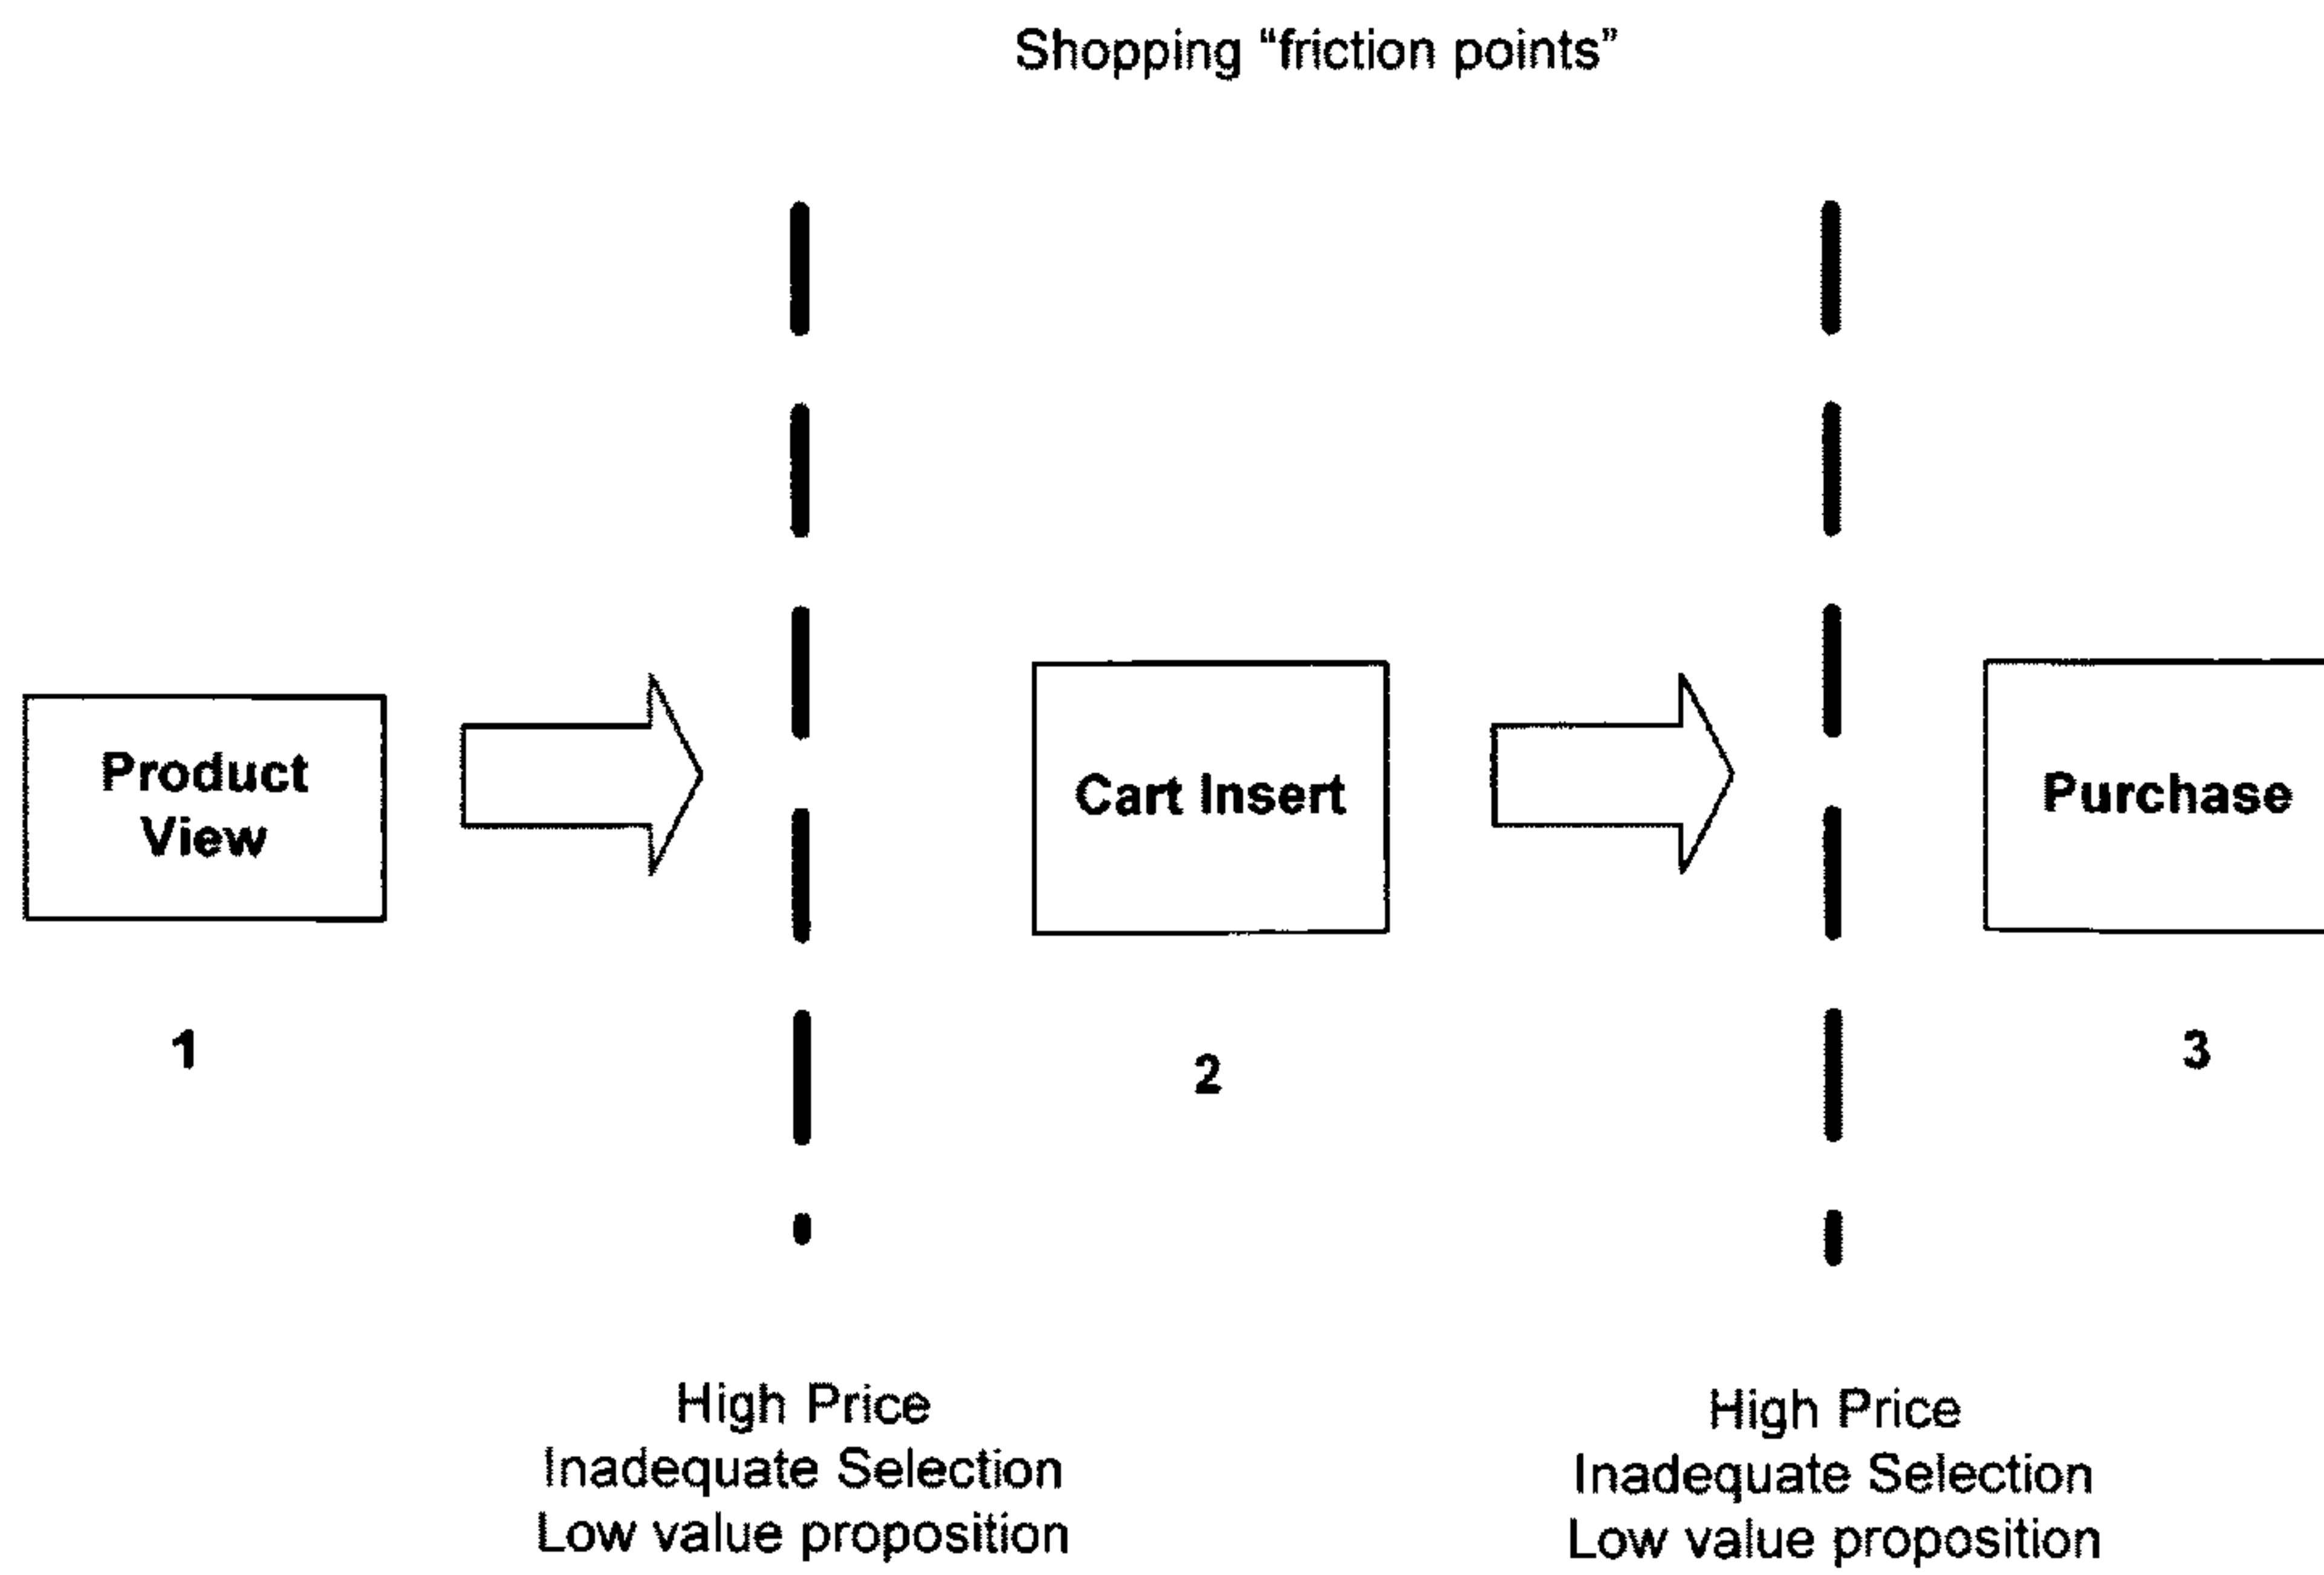 Shopping “friction points”
Product
View
Cart Insert
Purchase
1
2
3
High Price
Inadequate Selection
Low value proposition
High Price
Inadequate Selection
Low value proposition